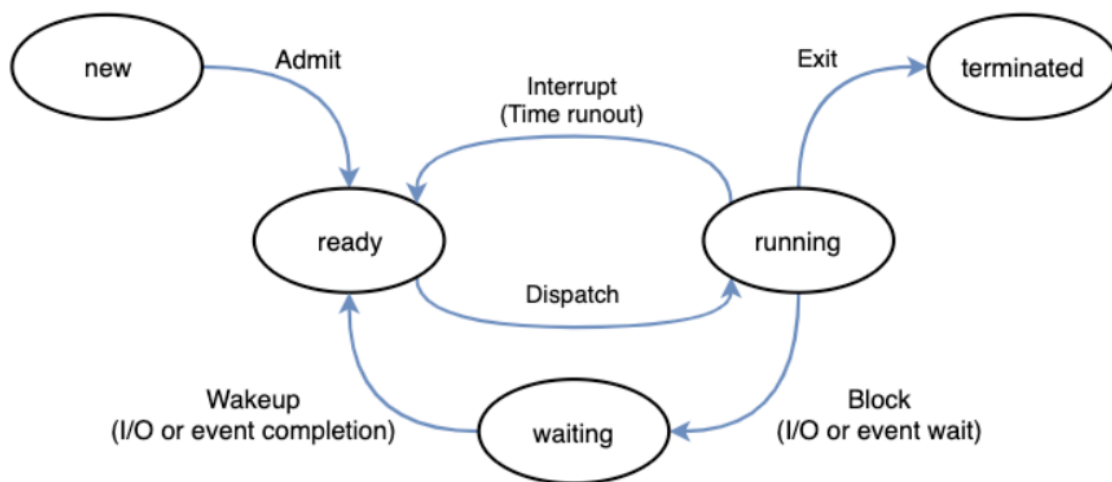 new
Admit
Interrupt
(Time runout)
Exit
terminated
ready
running
Dispatch
Wakeup
(I/O or event completion)
waiting
Block
(I/O or event wait)